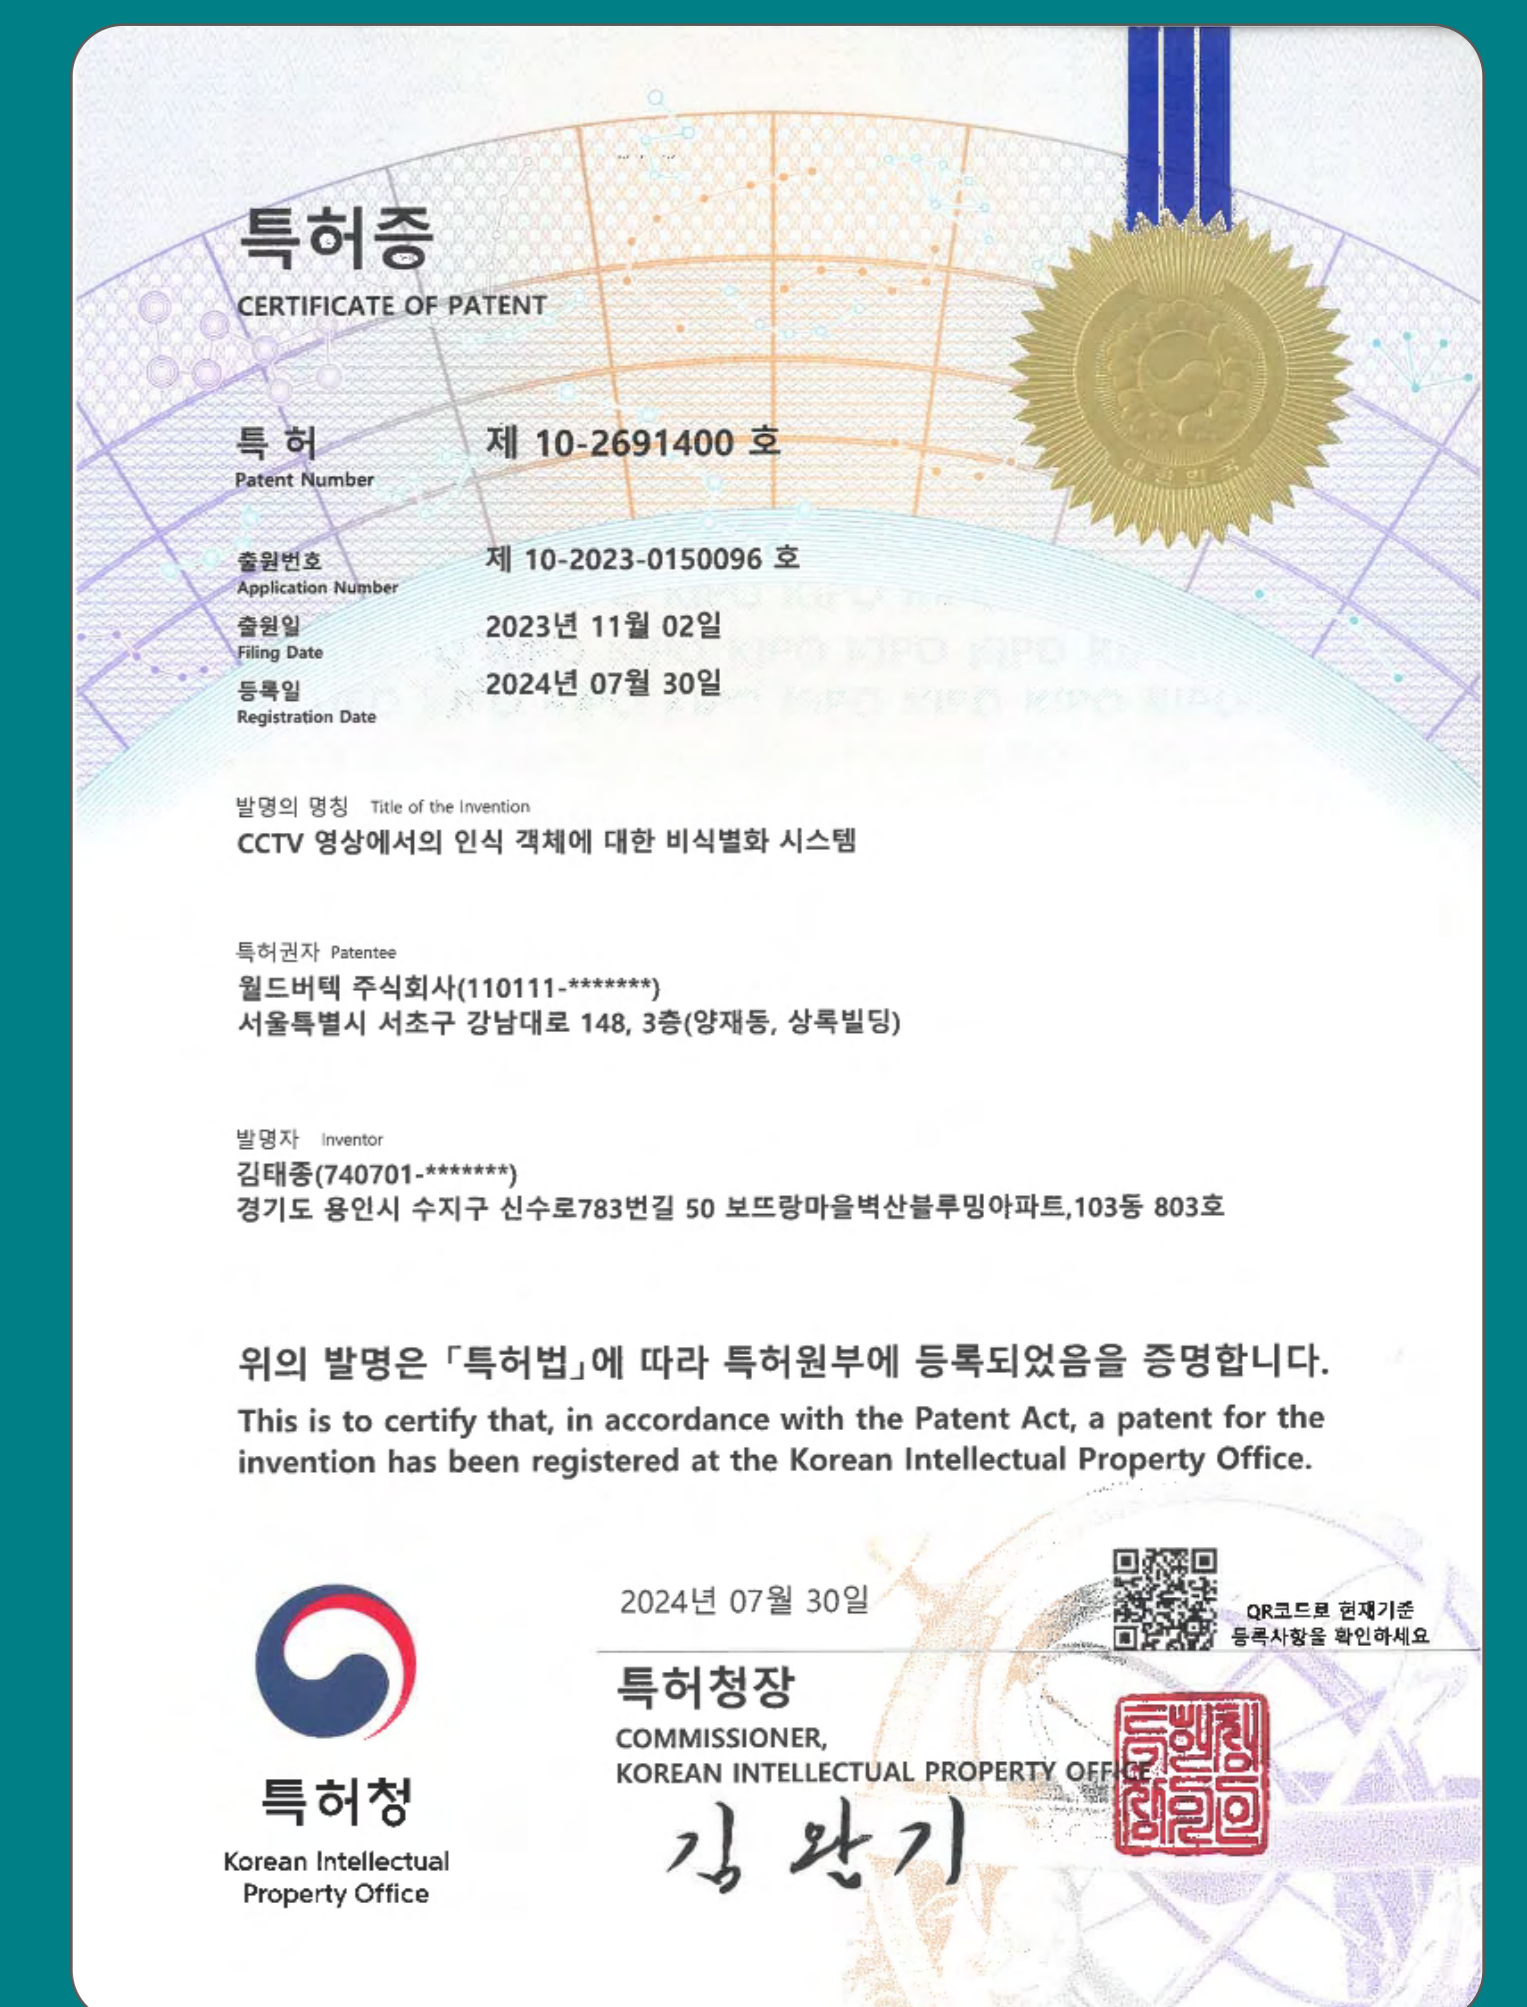 특허증
CERTIFICATE OF PATENT
특 허 제 10-2691400 호
Patent Number
출원번호 제 10-2023-0150096 호
Application Number
출원일 2023년 11월 02일
Filing Date
등록일 2024년 07월 30일
Registration Date
발명의 명칭 Title of the Invention
CCTV 영상에서의 인식 객체에 대한 비식별화 시스템
특허권자 Patentee
월드버텍 주식회사(110111-*******)
서울특별시 서초구 강남대로 148, 3층(양재동, 상록빌딩)
발명자 Inventor
김태종(740701-*******)
경기도 용인시 수지구 신수로783번길 50 보뜨랑마을벽산블루밍아파트,103동 803호
위의 발명은 「특허법」에 따라 특허원부에 등록되었음을 증명합니다.
This is to certify that, in accordance with the Patent Act, a patent for the
invention has been registered at the Korean Intellectual Property Office.
2024년 07월 30일
QR코드로 현재기준
등록사항을 확인하세요
특허청장
COMMISSIONER,
KOREAN INTELLECTUAL PROPERTY OFFICE
김 완 기
특허청
Korean Intellectual
Property Office